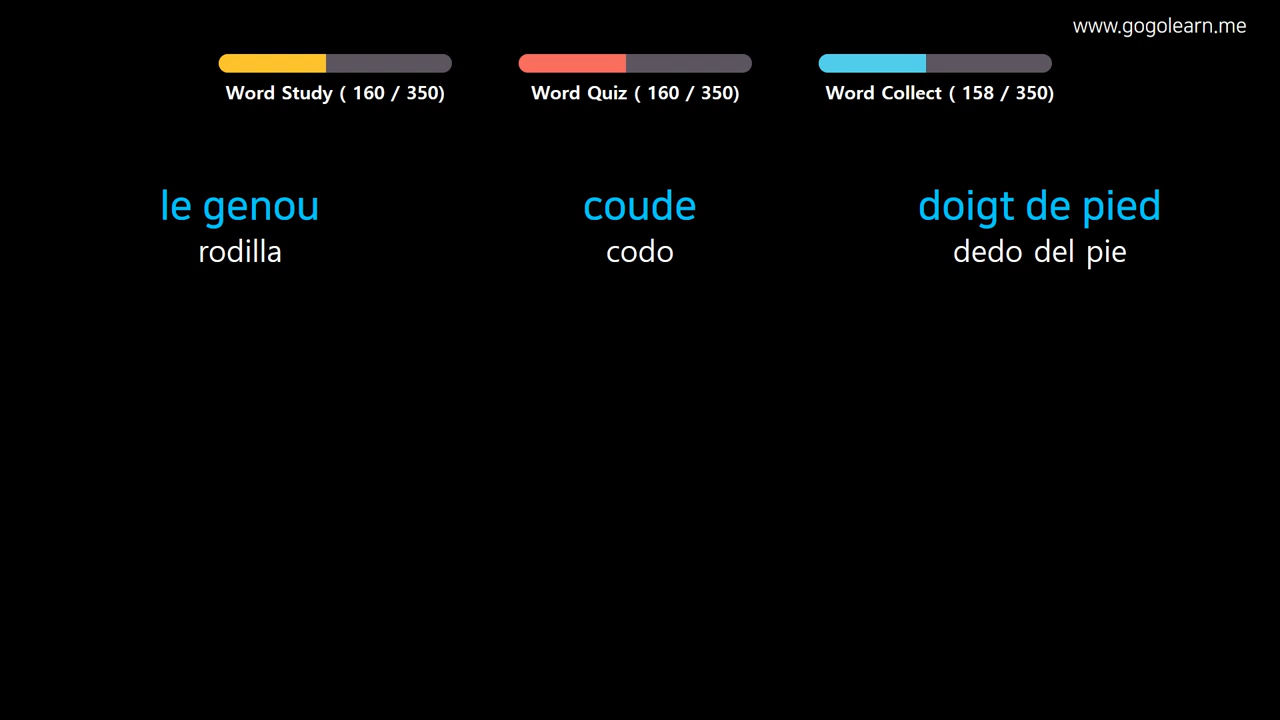 www.gogolearn.me
Word Study ( 160 / 350)
Word Quiz ( 160 / 350)
Word Collect ( 158 / 350)
le genou
rodilla
coude
codo
doigt de pied
dedo del pie